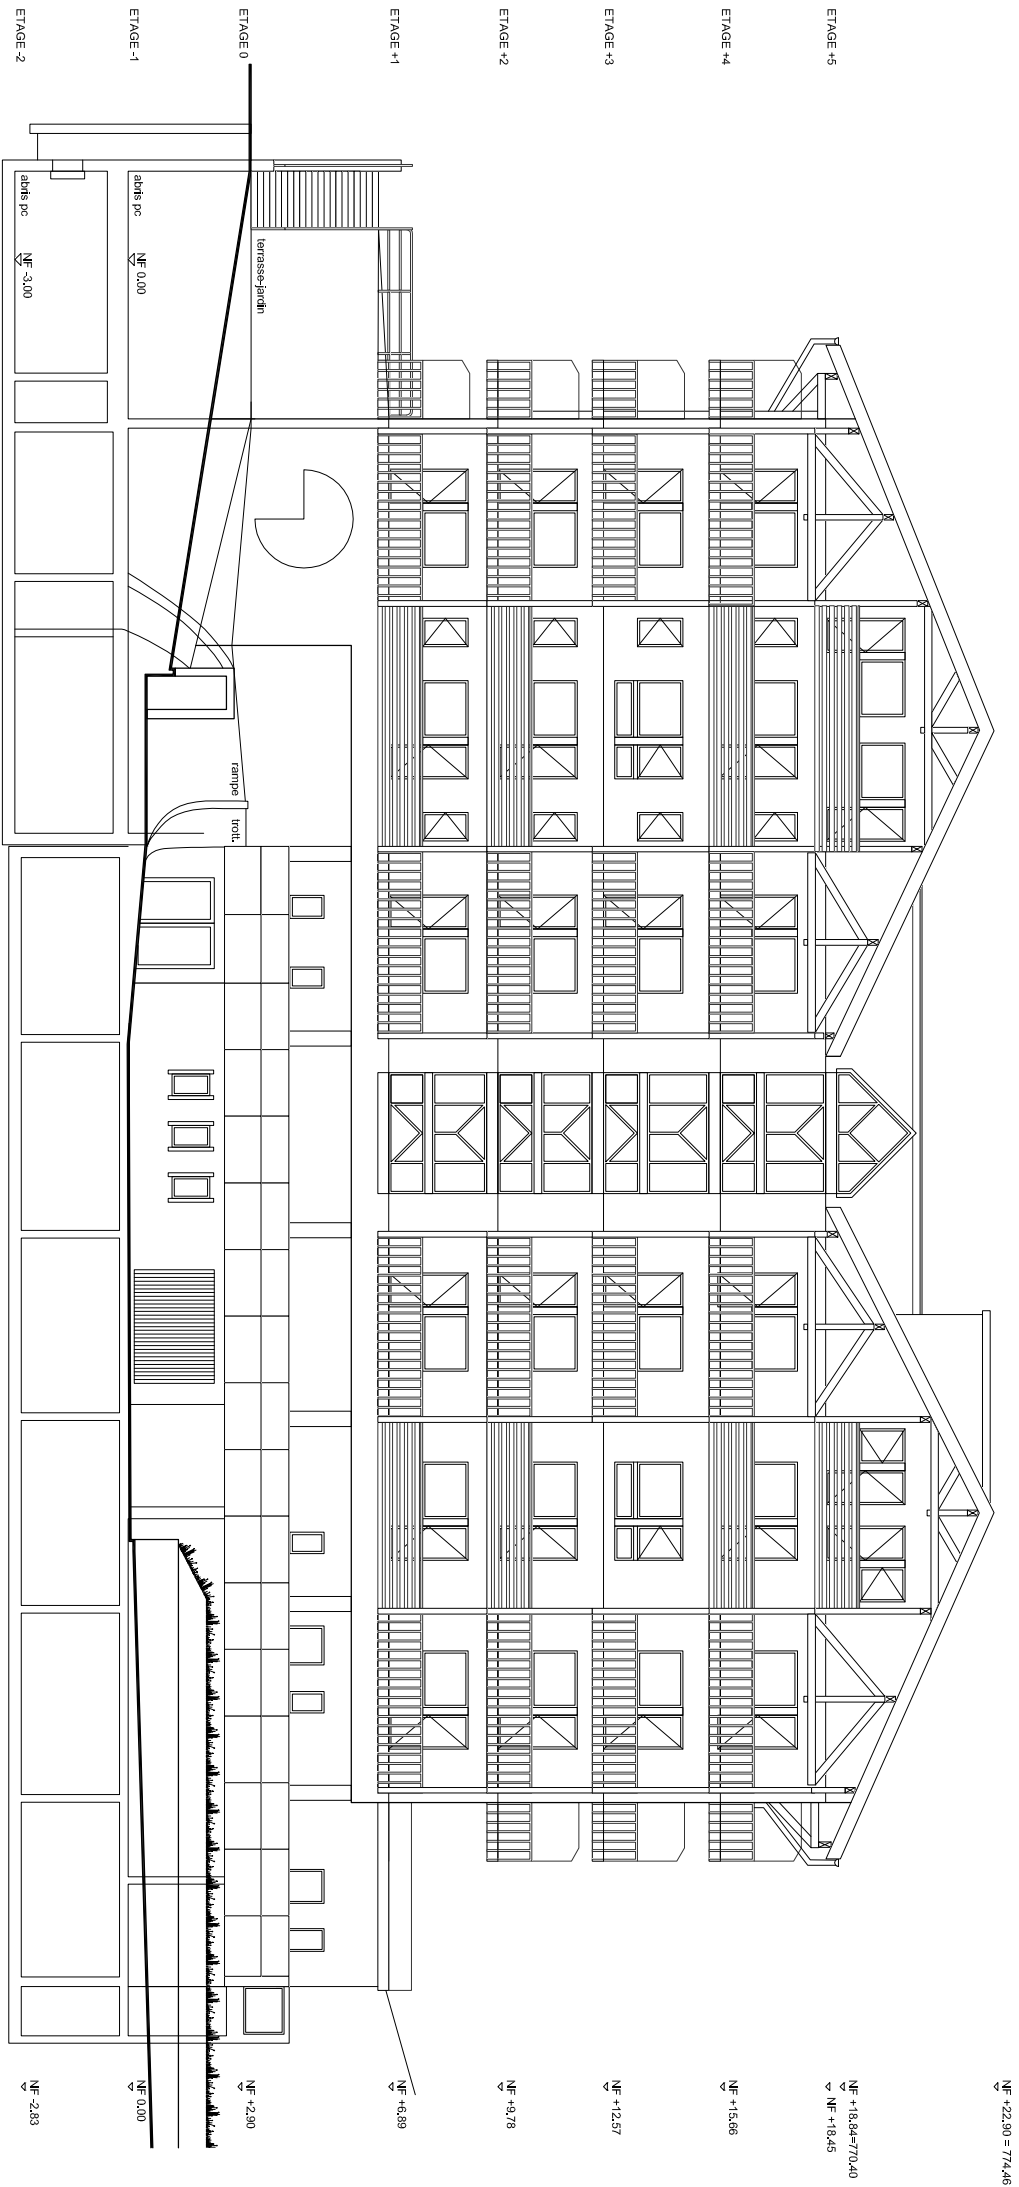 NF +22.90 = 774.46
ETAGE +5
NF +18.84=770.40
NF +18.45
ETAGE +4
NF +15.66
ETAGE +3
NF +12.57
ETAGE +2
NF +9.78
ETAGE +1
NF +6.89
ETAGE 0
terrasse-jardin
rampe
trott.
NF +2.90
ETAGE -1
abris pc
NF 0.00
NF 0.00
ETAGE -2
abris pc
NF -3.00
NF -2.83